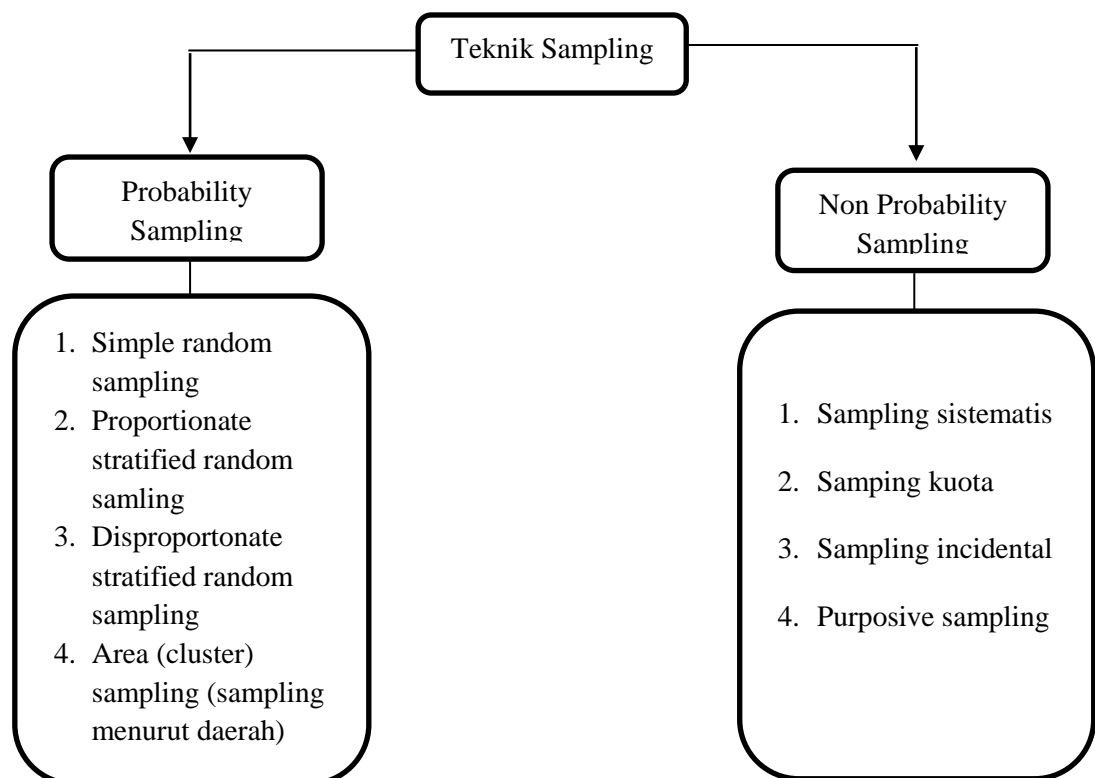 Teknik Sampling
Probability
Sampling
Non Probability
Sampling
1. Simple random
sampling
2. Proportionate
stratified random
samling
3. Disproportonate
stratified random
sampling
4. Area (cluster)
sampling (sampling
menurut daerah)
1. Sampling sistematis
2. Samping kuota
3. Sampling incidental
4. Purposive sampling